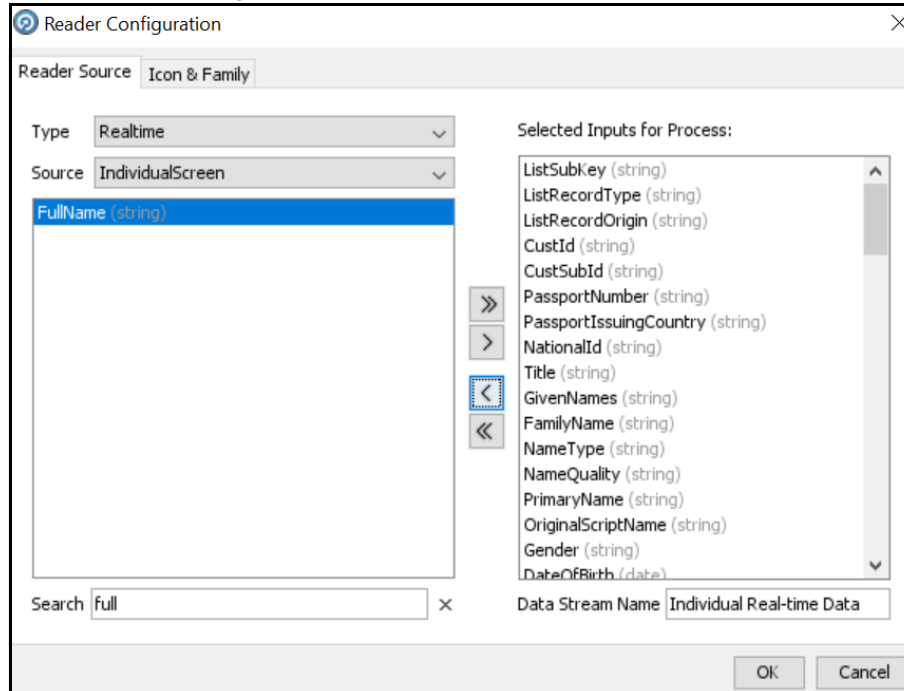 Reader Configuration
Reader Source Icon & Family
Type Realtime
Source IndividualScreen
FullName (string)
Search full
Selected Inputs for Process:
ListSubKey (string)
ListRecordType (string)
ListRecordOrigin (string)
CustId (string)
CustSubId (string)
PassportNumber (string)
PassportIssuingCountry (string)
NationalId (string)
Title (string)
GivenNames (string)
FamilyName (string)
NameType (string)
NameQuality (string)
PrimaryName (string)
OriginalScriptName (string)
Gender (string)
DateOfBirth (date)
Data Stream Name Individual Real-time Data
OK Cancel